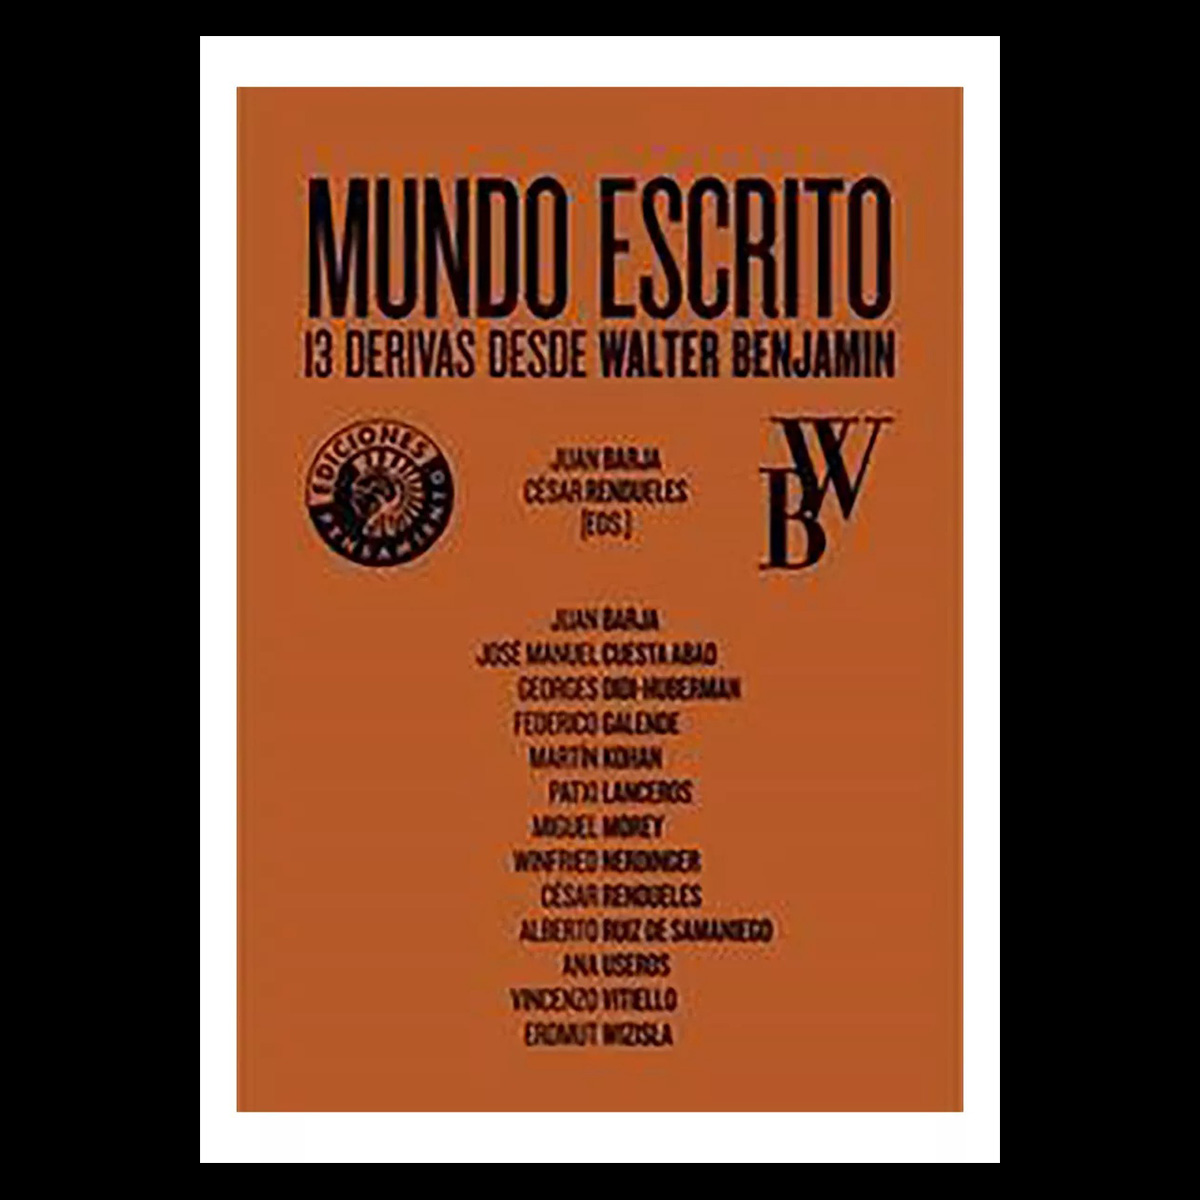 MUNDO ESCRITO
13 DERIVAS DESDE WALTER BENJAMIN
EDICIONES DE PENSAMIENTO
JUAN BARJA
CÉSAR RENDUELES
[EDS.]
WB
JUAN BARJA
JOSÉ MANUEL CUESTA ABAD
GEORGES DIDI-HUBERMAN
FEDERICO GALENDE
MARTÍN KOHAN
PATXI LANCEROS
MIGUEL MOREY
WINFRIED NERDINGER
CÉSAR RENDUELES
ALBERTO RUIZ DE SAMANIEGO
ANA USEROS
VINCENZO VITIELLO
ERDMUT WIZISLA